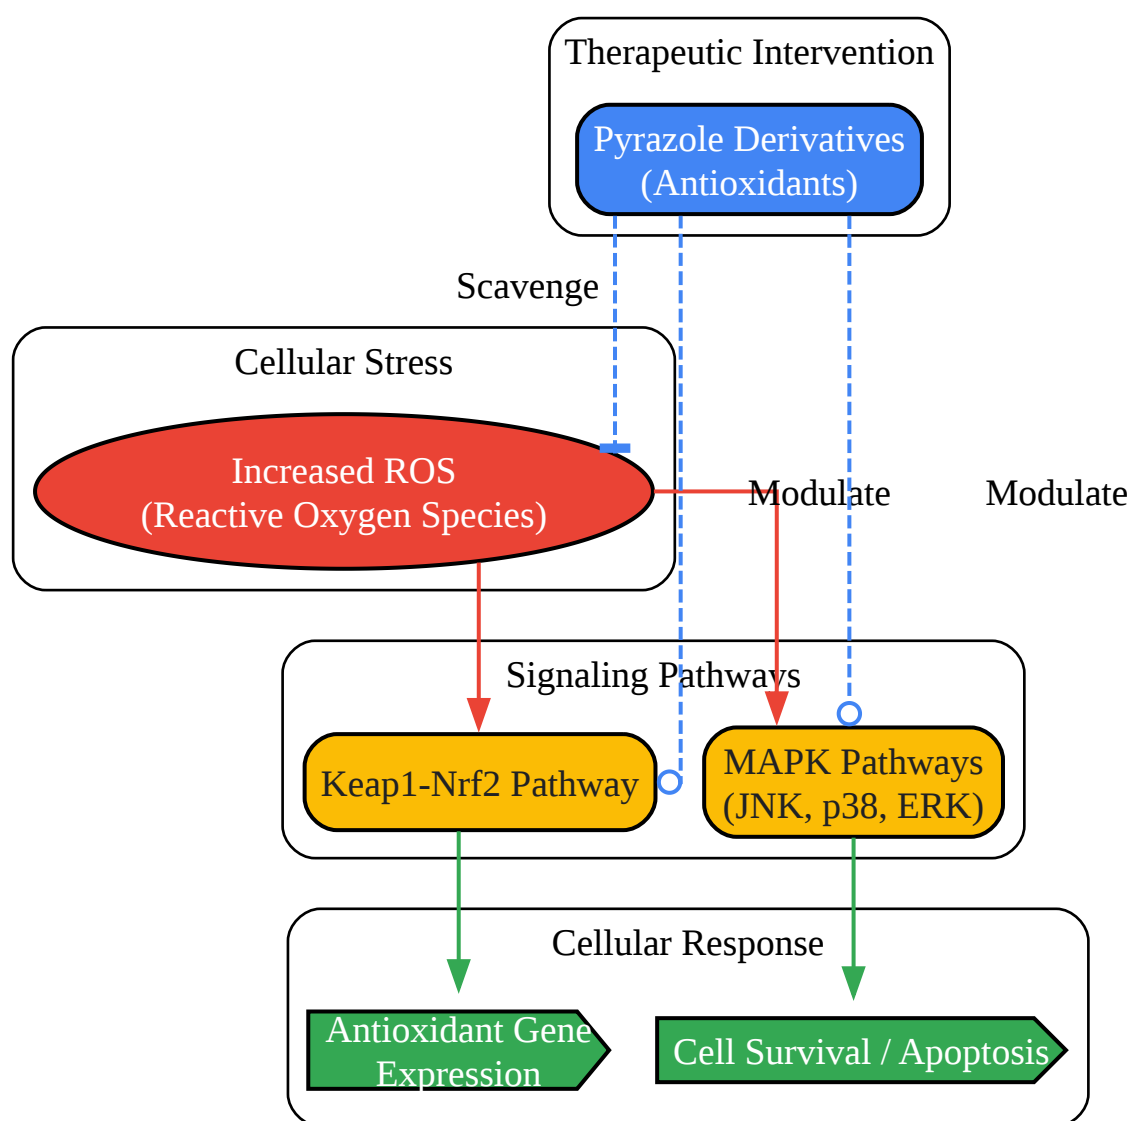 Therapeutic Intervention
Pyrazole Derivatives
(Antioxidants)
Scavenge
Cellular Stress
Increased ROS
(Reactive Oxygen Species)
Modulate
Modulate
Signaling Pathways
Keap1-Nrf2 Pathway
MAPK Pathways
(JNK, p38, ERK)
Cellular Response
Antioxidant Gene
Expression
Cell Survival / Apoptosis